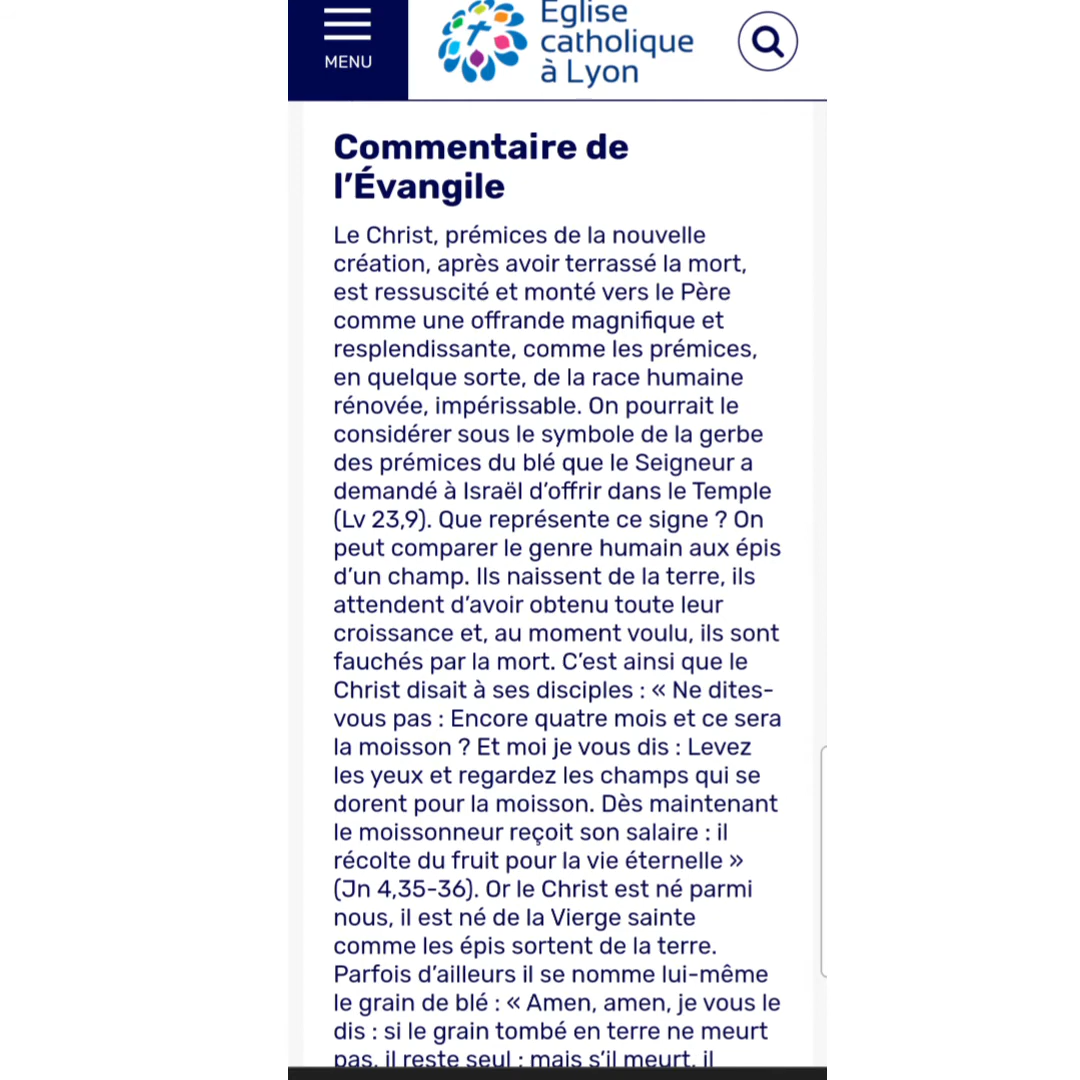 MENU
Église
catholique
à Lyon
Commentaire de
l’Évangile
Le Christ, prémices de la nouvelle
création, après avoir terrassé la mort,
est ressuscité et monté vers le Père
comme une offrande magnifique et
resplendissante, comme les prémices,
en quelque sorte, de la race humaine
rénovée, impérissable. On pourrait le
considérer sous le symbole de la gerbe
des prémices du blé que le Seigneur a
demandé à Israël d’offrir dans le Temple
(Lv 23,9). Que représente ce signe ? On
peut comparer le genre humain aux épis
d’un champ. Ils naissent de la terre, ils
attendent d’avoir obtenu toute leur
croissance et, au moment voulu, ils sont
fauchés par la mort. C’est ainsi que le
Christ disait à ses disciples : « Ne dites-
vous pas : Encore quatre mois et ce sera
la moisson ? Et moi je vous dis : Levez
les yeux et regardez les champs qui se
dorent pour la moisson. Dès maintenant
le moissonneur reçoit son salaire : il
récolte du fruit pour la vie éternelle »
(Jn 4,35-36). Or le Christ est né parmi
nous, il est né de la Vierge sainte
comme les épis sortent de la terre.
Parfois d’ailleurs il se nomme lui-même
le grain de blé : « Amen, amen, je vous le
dis : si le grain tombé en terre ne meurt
pas, il reste seul ; mais s’il meurt, il